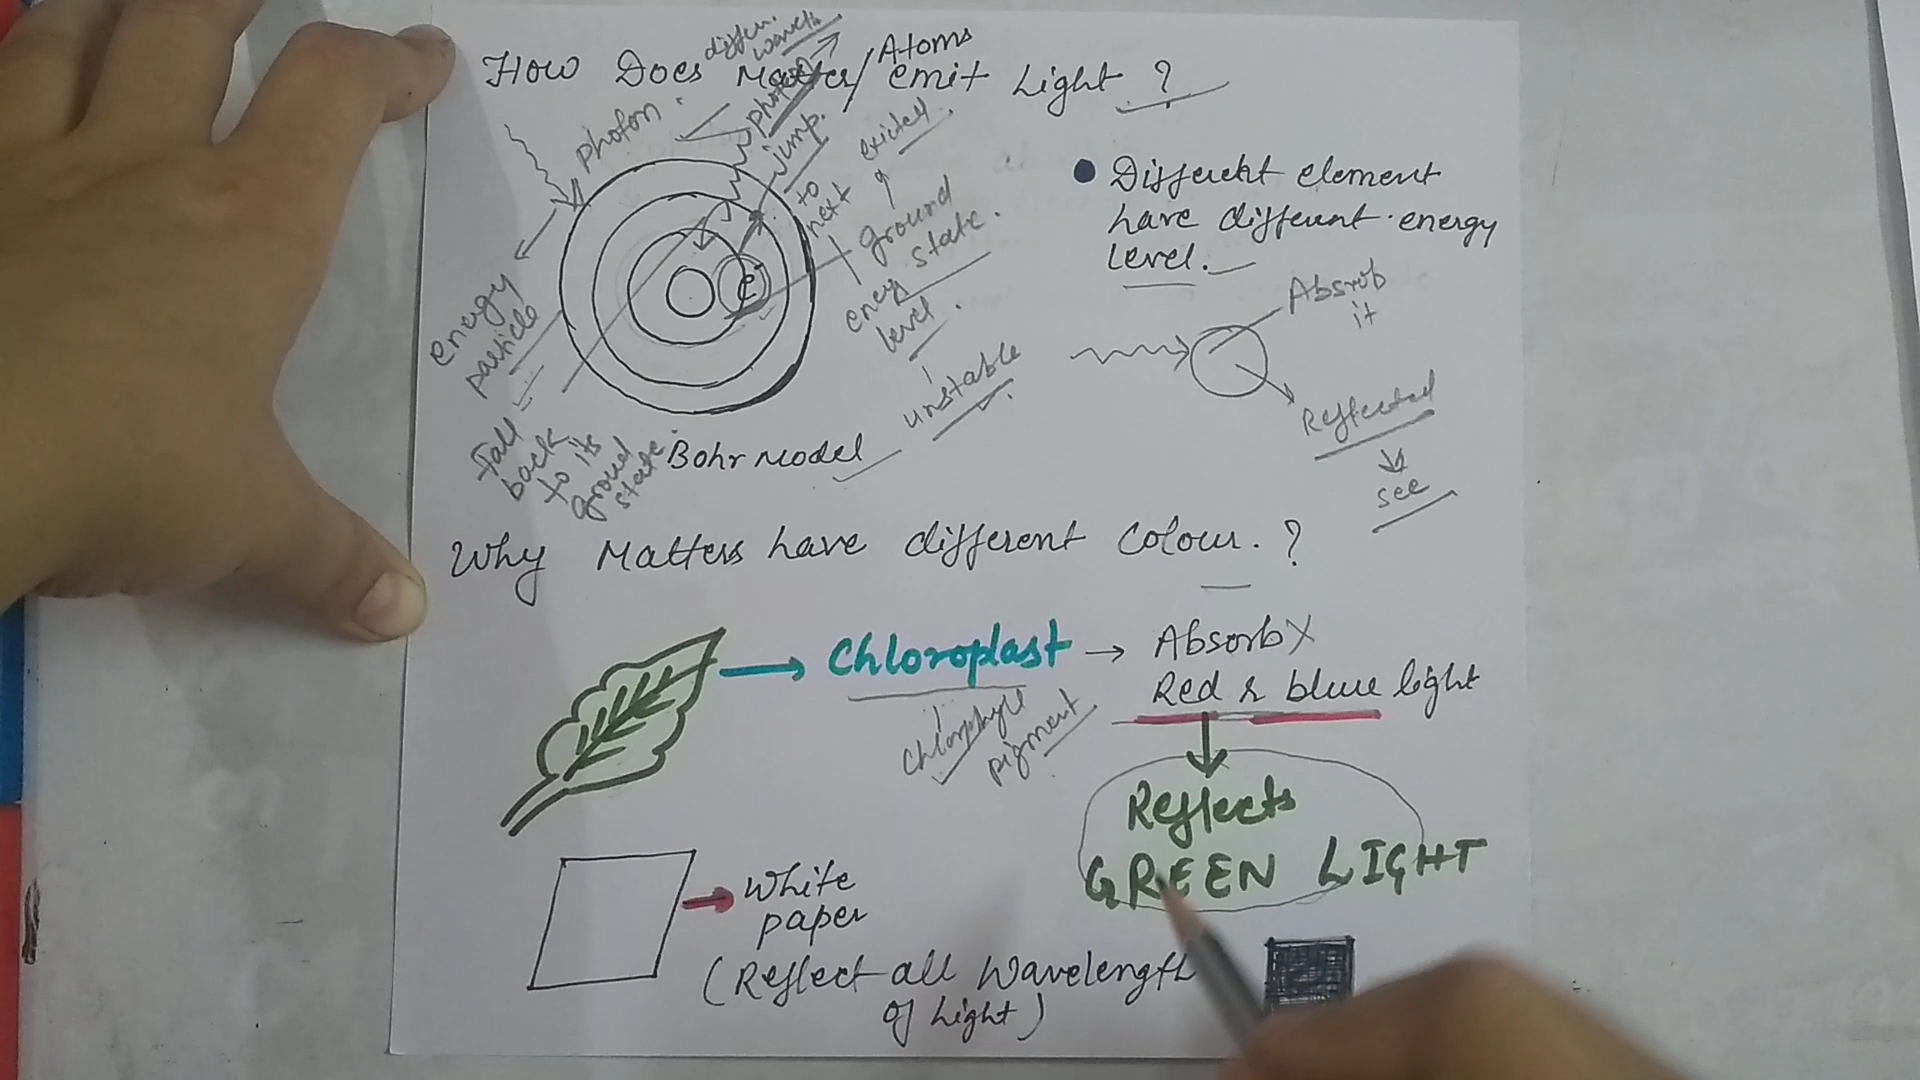 How Does Matter/Atoms emit Light ?
differn.
waveln
photon
photon.
jump.
to
next
excited
ground
state.
energy
level.
unstable
energy
particle
Fall
back
to its
ground
state.
Bohr model
Different element
have different energy
level.
Absorb
it
Reflected
see
Why Matters have different Colour. ?
Chloroplast → Absorb X
Red & blue light
pigment
Reflects
GREEN LIGHT
White
paper
(Reflect all Wavelength
of Light)